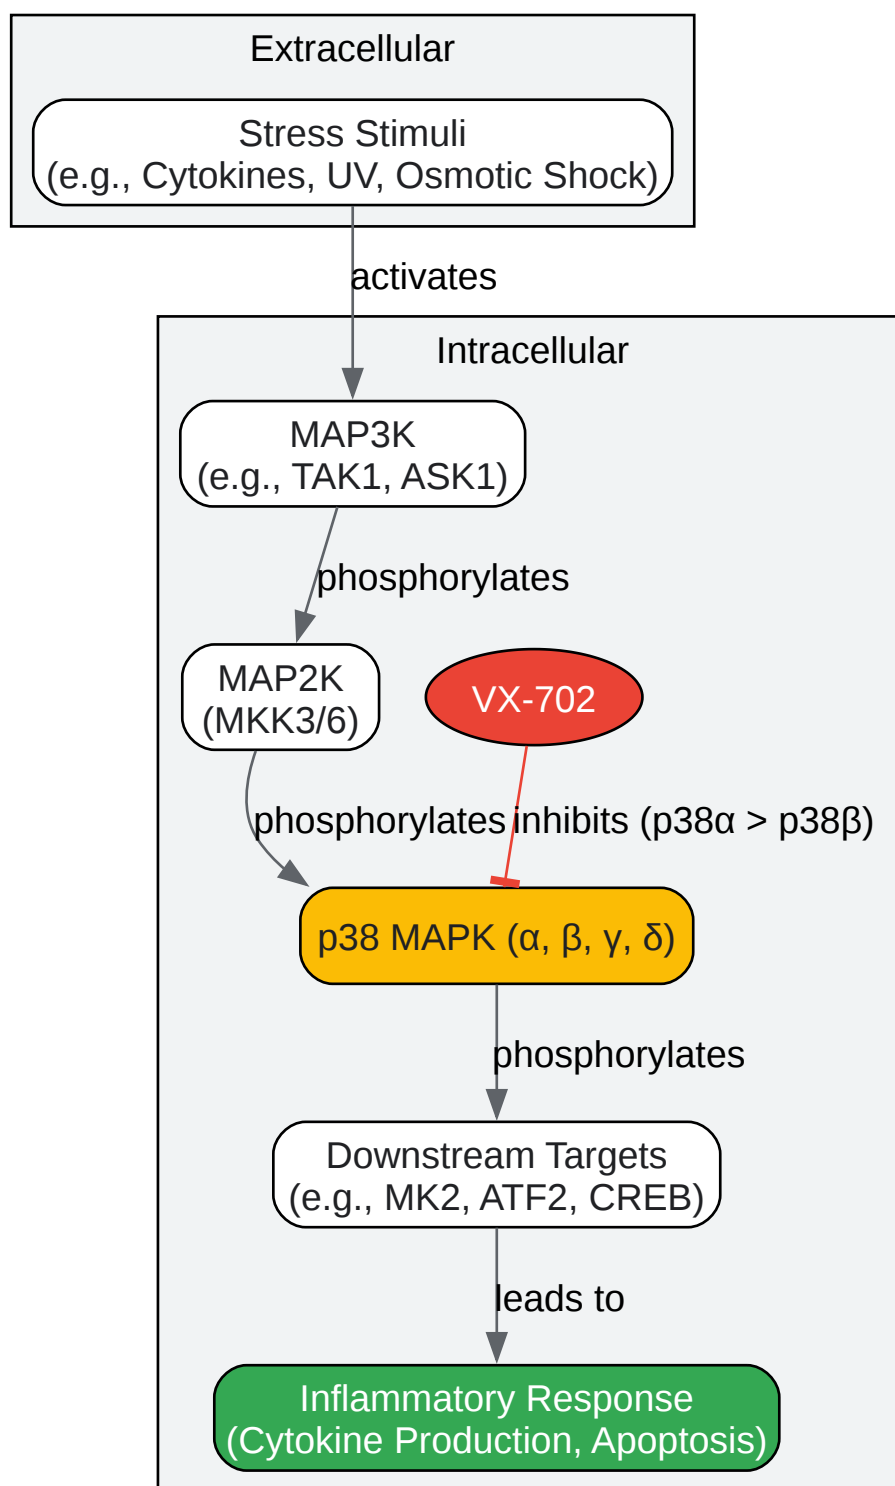 Extracellular
Stress Stimuli
(e.g., Cytokines, UV, Osmotic Shock)
activates
Intracellular
MAP3K
(e.g., TAK1, ASK1)
phosphorylates
MAP2K
(MKK3/6)
VX-702
phosphorylates
inhibits (p38α > p38β)
p38 MAPK (α, β, γ, δ)
phosphorylates
Downstream Targets
(e.g., MK2, ATF2, CREB)
leads to
Inflammatory Response
(Cytokine Production, Apoptosis)